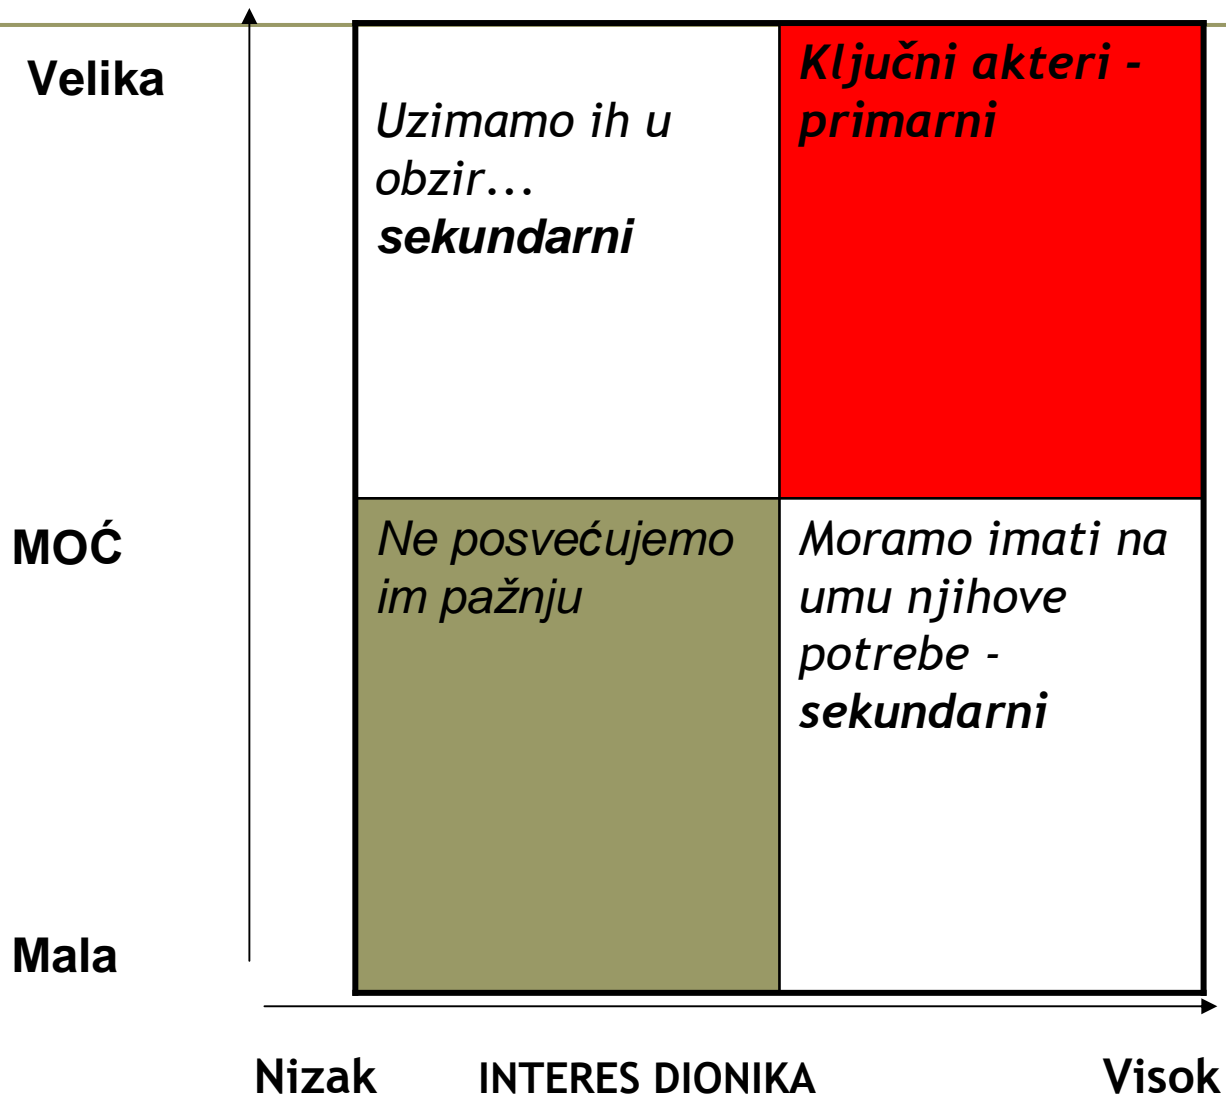 Velika
Uzimamo ih u
obzir...
sekundarni
Ključni akteri -
primarni
MOĆ
Ne posvećujemo
im pažnju
Moramo imati na
umu njihove
potrebe -
sekundarni
Mala
Nizak
INTERES DIONIKA
Visok